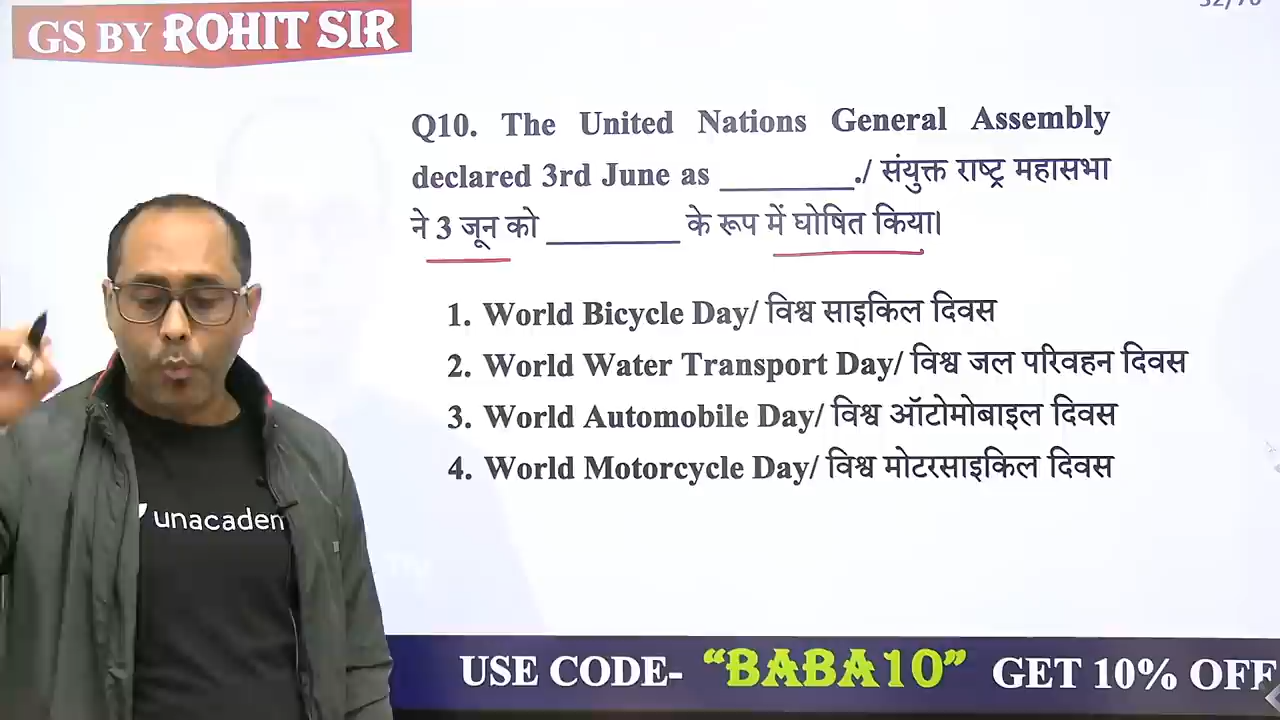 GS BY ROHIT SIR
Q10. The United Nations General Assembly
declared 3rd June as ________./ संयुक्त राष्ट्र महासभा
ने 3 जून को ________ के रूप में घोषित किया।
1. World Bicycle Day/ विश्व साइकिल दिवस
2. World Water Transport Day/ विश्व जल परिवहन दिवस
3. World Automobile Day/ विश्व ऑटोमोबाइल दिवस
4. World Motorcycle Day/ विश्व मोटरसाइकिल दिवस
unacadem
USE CODE- “BABA10” GET 10% OFF